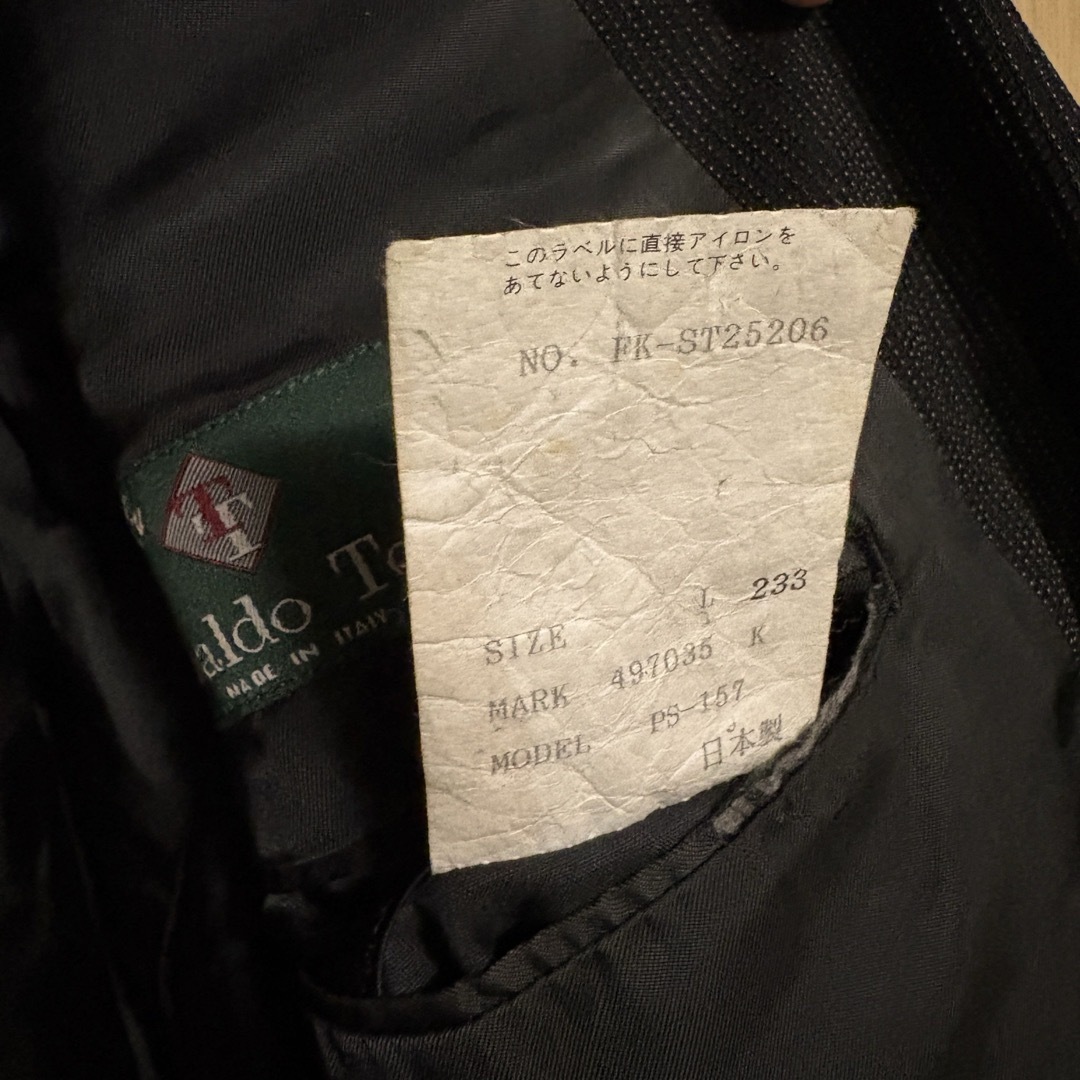 このラベルに直接アイロンを
あてないようにして下さい。
NO. FK-ST25206
SIZE L 233
MARK 497035 K
MODEL PS-157
日本製
TT
aldo Te
MADE IN ITALY